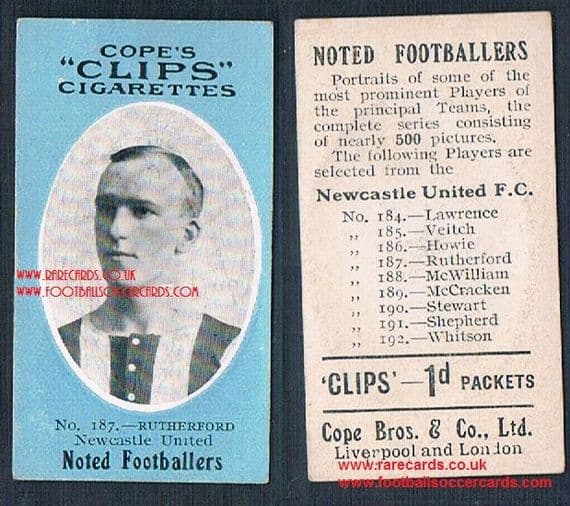 COPE'S
"CLIPS"
CIGARETTES
WWW.RARECARDS.CO.UK
WWW.FOOTBALLSOCCERCARDS.COM
No. 187.—RUTHERFORD
Newcastle United
Noted Footballers
NOTED FOOTBALLERS
Portraits of some of the
most prominent Players of
the principal Teams, the
complete series consisting
of nearly 500 pictures.
The following Players are
selected from the
Newcastle United F.C.
No. 184.—Lawrence
„ 185.—Veitch
„ 186.—Howie
„ 187.—Rutherford
„ 188.—McWilliam
„ 189.—McCracken
„ 190.—Stewart
„ 191.—Shepherd
„ 192.—Whitson
'CLIPS'—1d PACKETS
Cope Bros. & Co., Ltd.
Liverpool and London
www.rarecards.co.uk
www.footballsoccercards.com